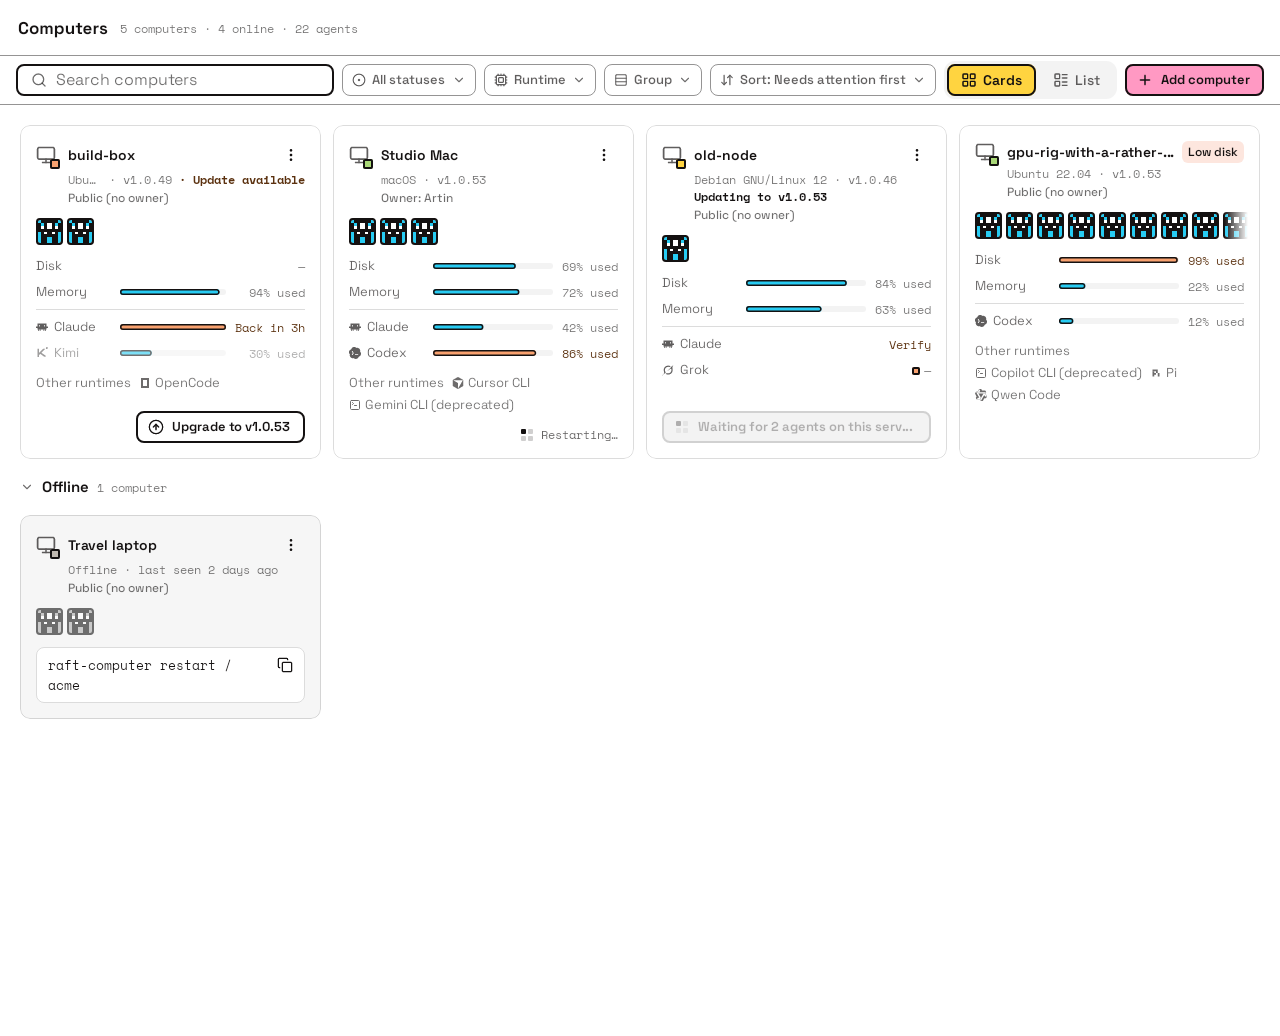 Computers 5 computers · 4 online · 22 agents
Search computers All statuses Runtime Group Sort: Needs attention first Cards List Add computer
build-box
Ubu… · v1.0.49 · Update available
Public (no owner)
Disk —
Memory 94% used
Claude Back in 3h
Kimi 30% used
Other runtimes OpenCode
Upgrade to v1.0.53
Studio Mac
macOS · v1.0.53
Owner: Artin
Disk 69% used
Memory 72% used
Claude 42% used
Codex 86% used
Other runtimes Cursor CLI
Gemini CLI (deprecated)
Restarting…
old-node
Debian GNU/Linux 12 · v1.0.46
Updating to v1.0.53
Public (no owner)
Disk 84% used
Memory 63% used
Claude Verify
Grok —
Waiting for 2 agents on this serv…
gpu-rig-with-a-rather-… Low disk
Ubuntu 22.04 · v1.0.53
Public (no owner)
Disk 99% used
Memory 22% used
Codex 12% used
Other runtimes
Copilot CLI (deprecated) Pi
Qwen Code
Offline 1 computer
Travel laptop
Offline · last seen 2 days ago
Public (no owner)
raft-computer restart /
acme